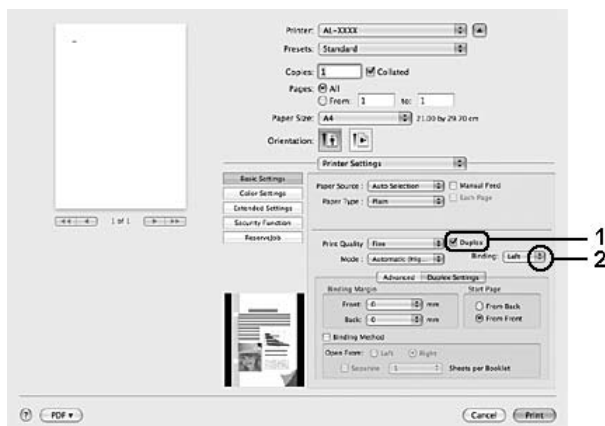 Printer: AL-XXXX
Presets: Standard
Copies: 1 Collated
Pages: All
From: 1 to: 1
Paper Size: A4 21.00 by 29.70 cm
Orientation:
Printer Settings
Basic Settings
Color Settings
Extended Settings
Security Function
ReserveJob
Paper Source : Auto Selection Manual Feed
Paper Type : Plain Each Page
1 of 1
Print Quality Fine Duplex 1
Mode : Automatic (Hig... Binding: Left 2
Advanced Duplex Settings
Binding Margin Start Page
Front: 0 mm From Back
Back: 0 mm From Front
Binding Method
Open From: Left Right
Separate 1 Sheets per Booklet
? PDF Cancel Print